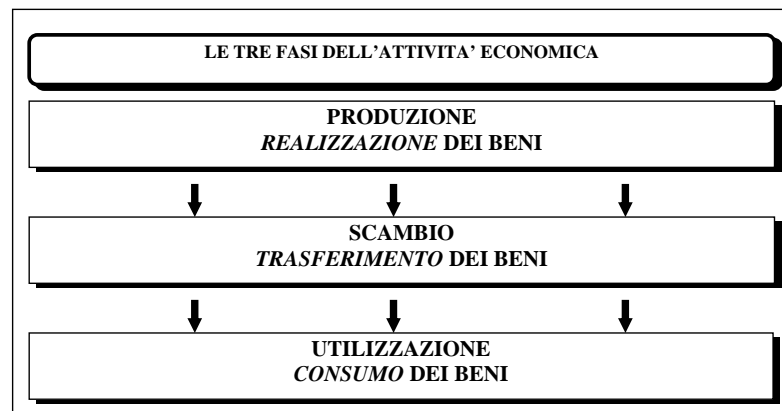 LE TRE FASI DELL’ATTIVITA’ ECONOMICA
PRODUZIONE
REALIZZAZIONE DEI BENI
SCAMBIO
TRASFERIMENTO DEI BENI
UTILIZZAZIONE
CONSUMO DEI BENI